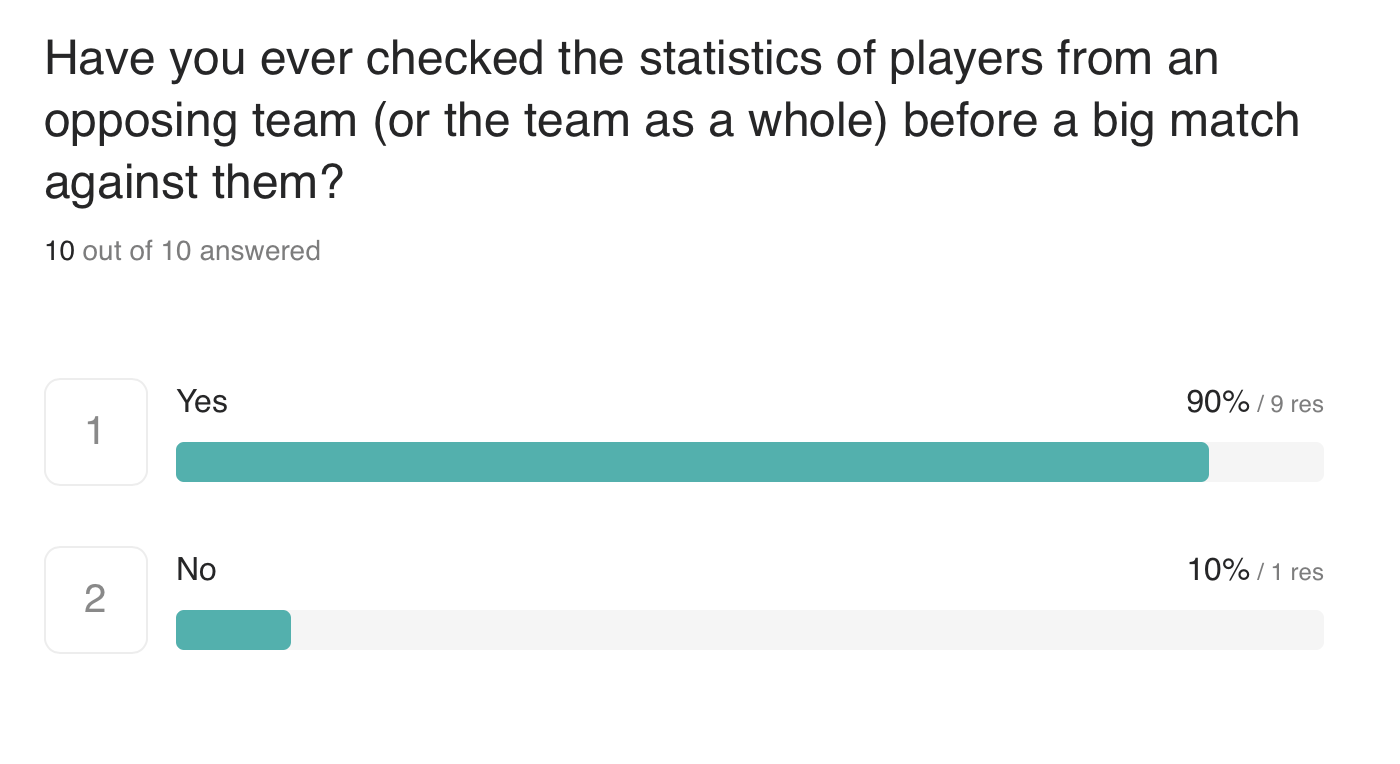 Have you ever checked the statistics of players from an
opposing team (or the team as a whole) before a big match
against them?
10 out of 10 answered
1
Yes
90% / 9 res
2
No
10% / 1 res